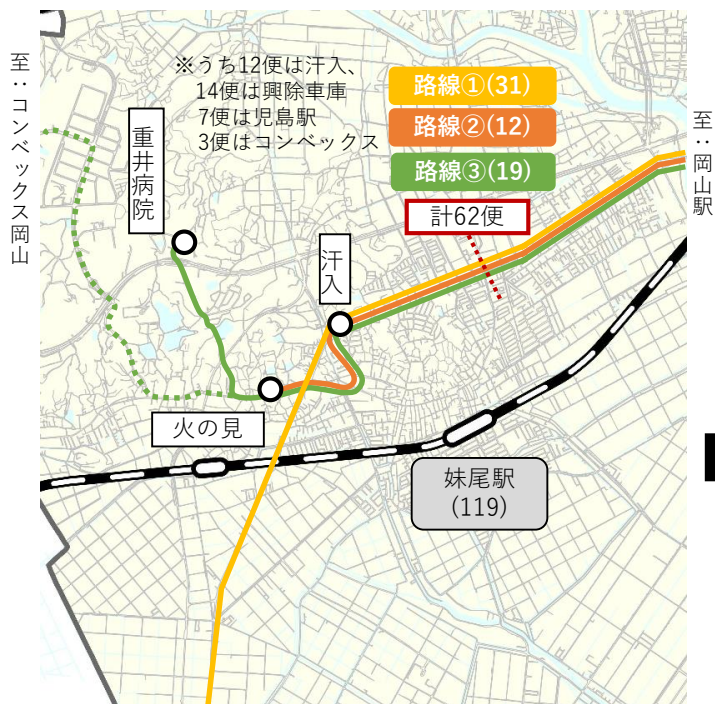 至：コンベックス岡山
※うち12便は汗入、
14便は興除車庫
7便は児島駅
3便はコンベックス
路線①(31)
路線②(12)
路線③(19)
計62便
至：岡山駅
重井病院
汗入
火の見
妹尾駅
(119)